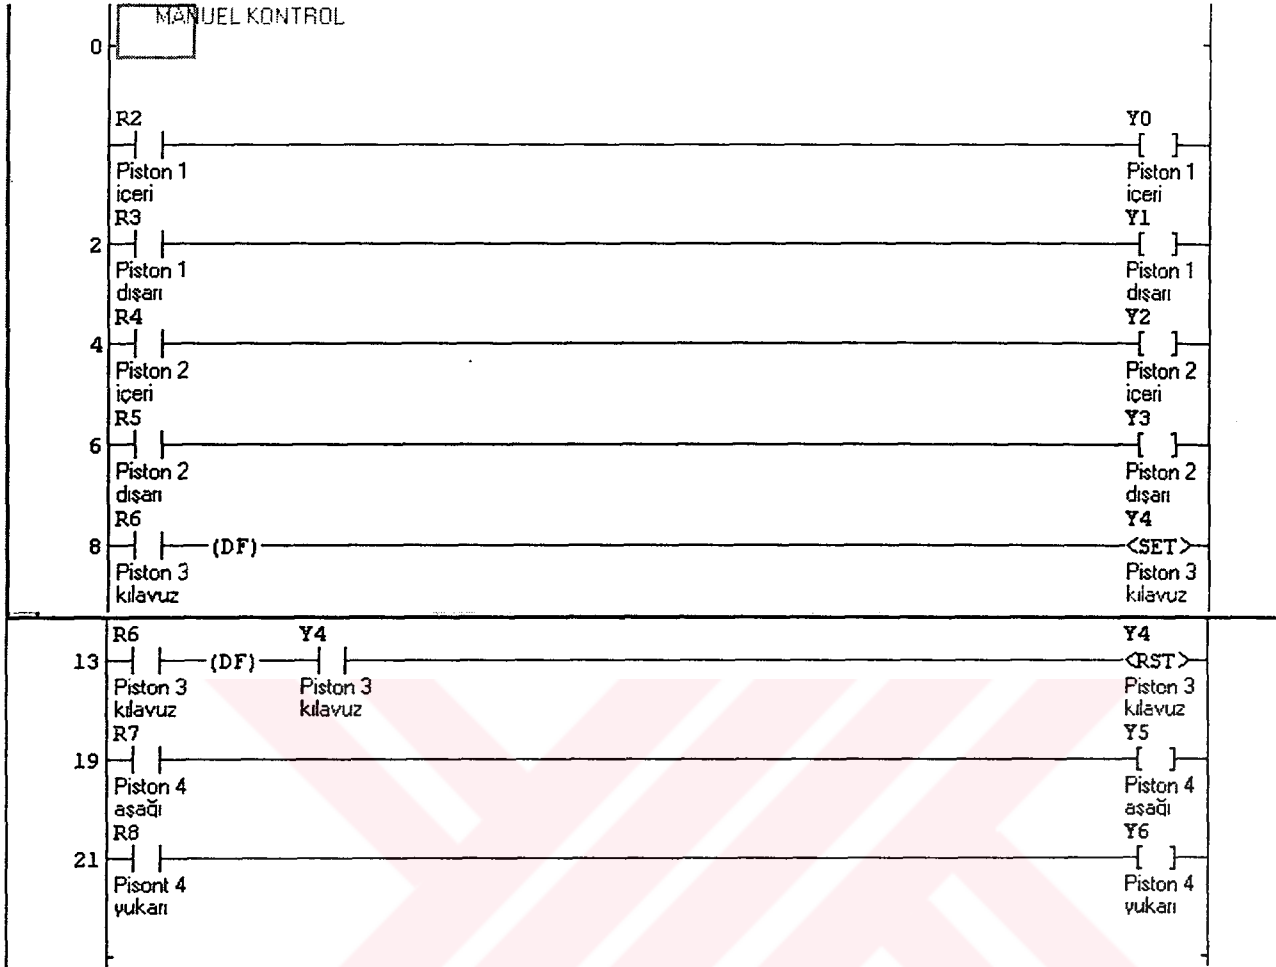 MANUEL KONTROL
0
R2 Y0
Piston 1 Piston 1
içeri içeri
R3 Y1
2
Piston 1 Piston 1
dışarı dışarı
R4 Y2
4
Piston 2 Piston 2
içeri içeri
R5 Y3
6
Piston 2 Piston 2
dışarı dışarı
R6 Y4
8 (DF) <SET>
Piston 3 Piston 3
kılavuz kılavuz
R6 Y4 Y4
13 (DF) <RST>
Piston 3 Piston 3 Piston 3
kılavuz kılavuz kılavuz
R7 Y5
19
Piston 4 Piston 4
aşağı aşağı
R8 Y6
21
Pisont 4 Piston 4
yukarı yukarı